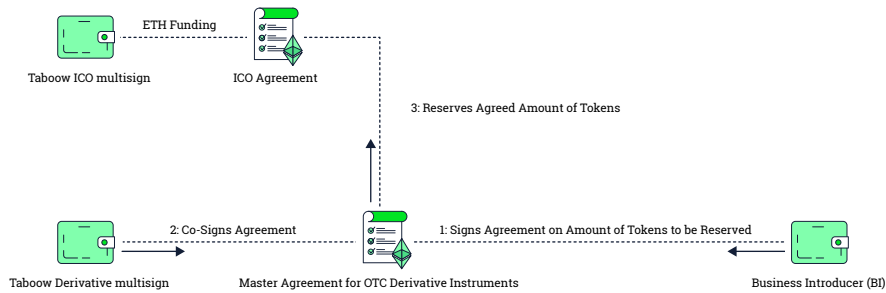 ETH Funding
Taboow ICO multisign
ICO Agreement
3: Reserves Agreed Amount of Tokens
2: Co-Signs Agreement
1: Signs Agreement on Amount of Tokens to be Reserved
Taboow Derivative multisign
Master Agreement for OTC Derivative Instruments
Business Introducer (BI)